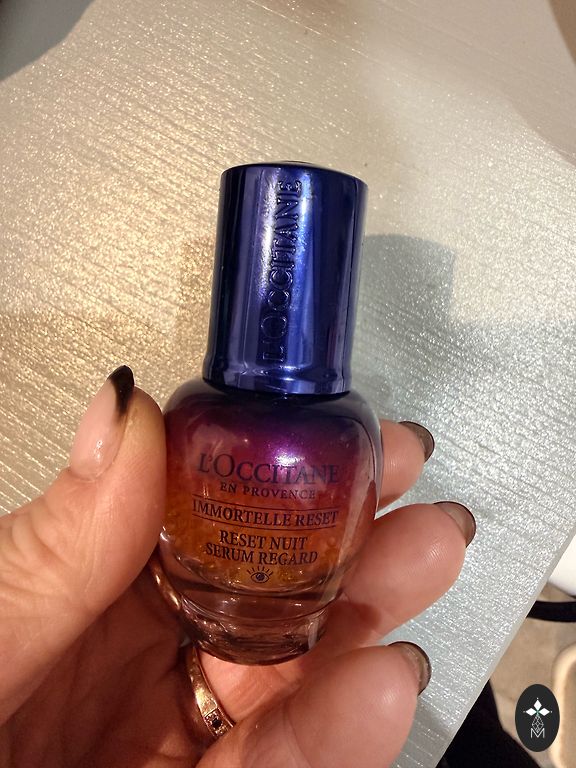 L'OCCITANE
L'OCCITANE
EN PROVENCE
IMMORTELLE RESET
RESET NUIT
SERUM REGARD
M